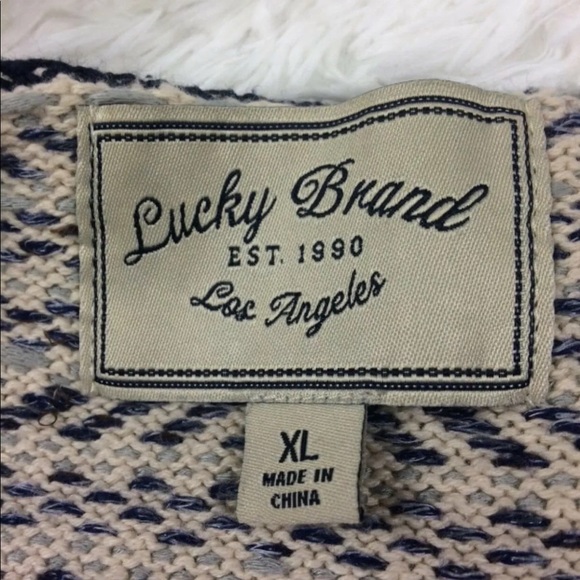 Lucky Brand
EST. 1990
Los Angeles
XL
MADE IN
CHINA